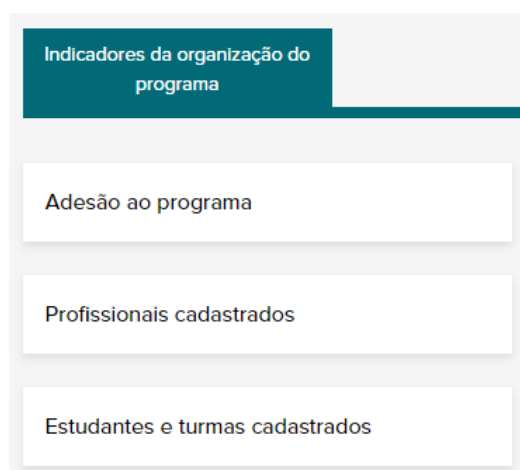 Indicadores da organização do
programa
Adesão ao programa
Profissionais cadastrados
Estudantes e turmas cadastrados